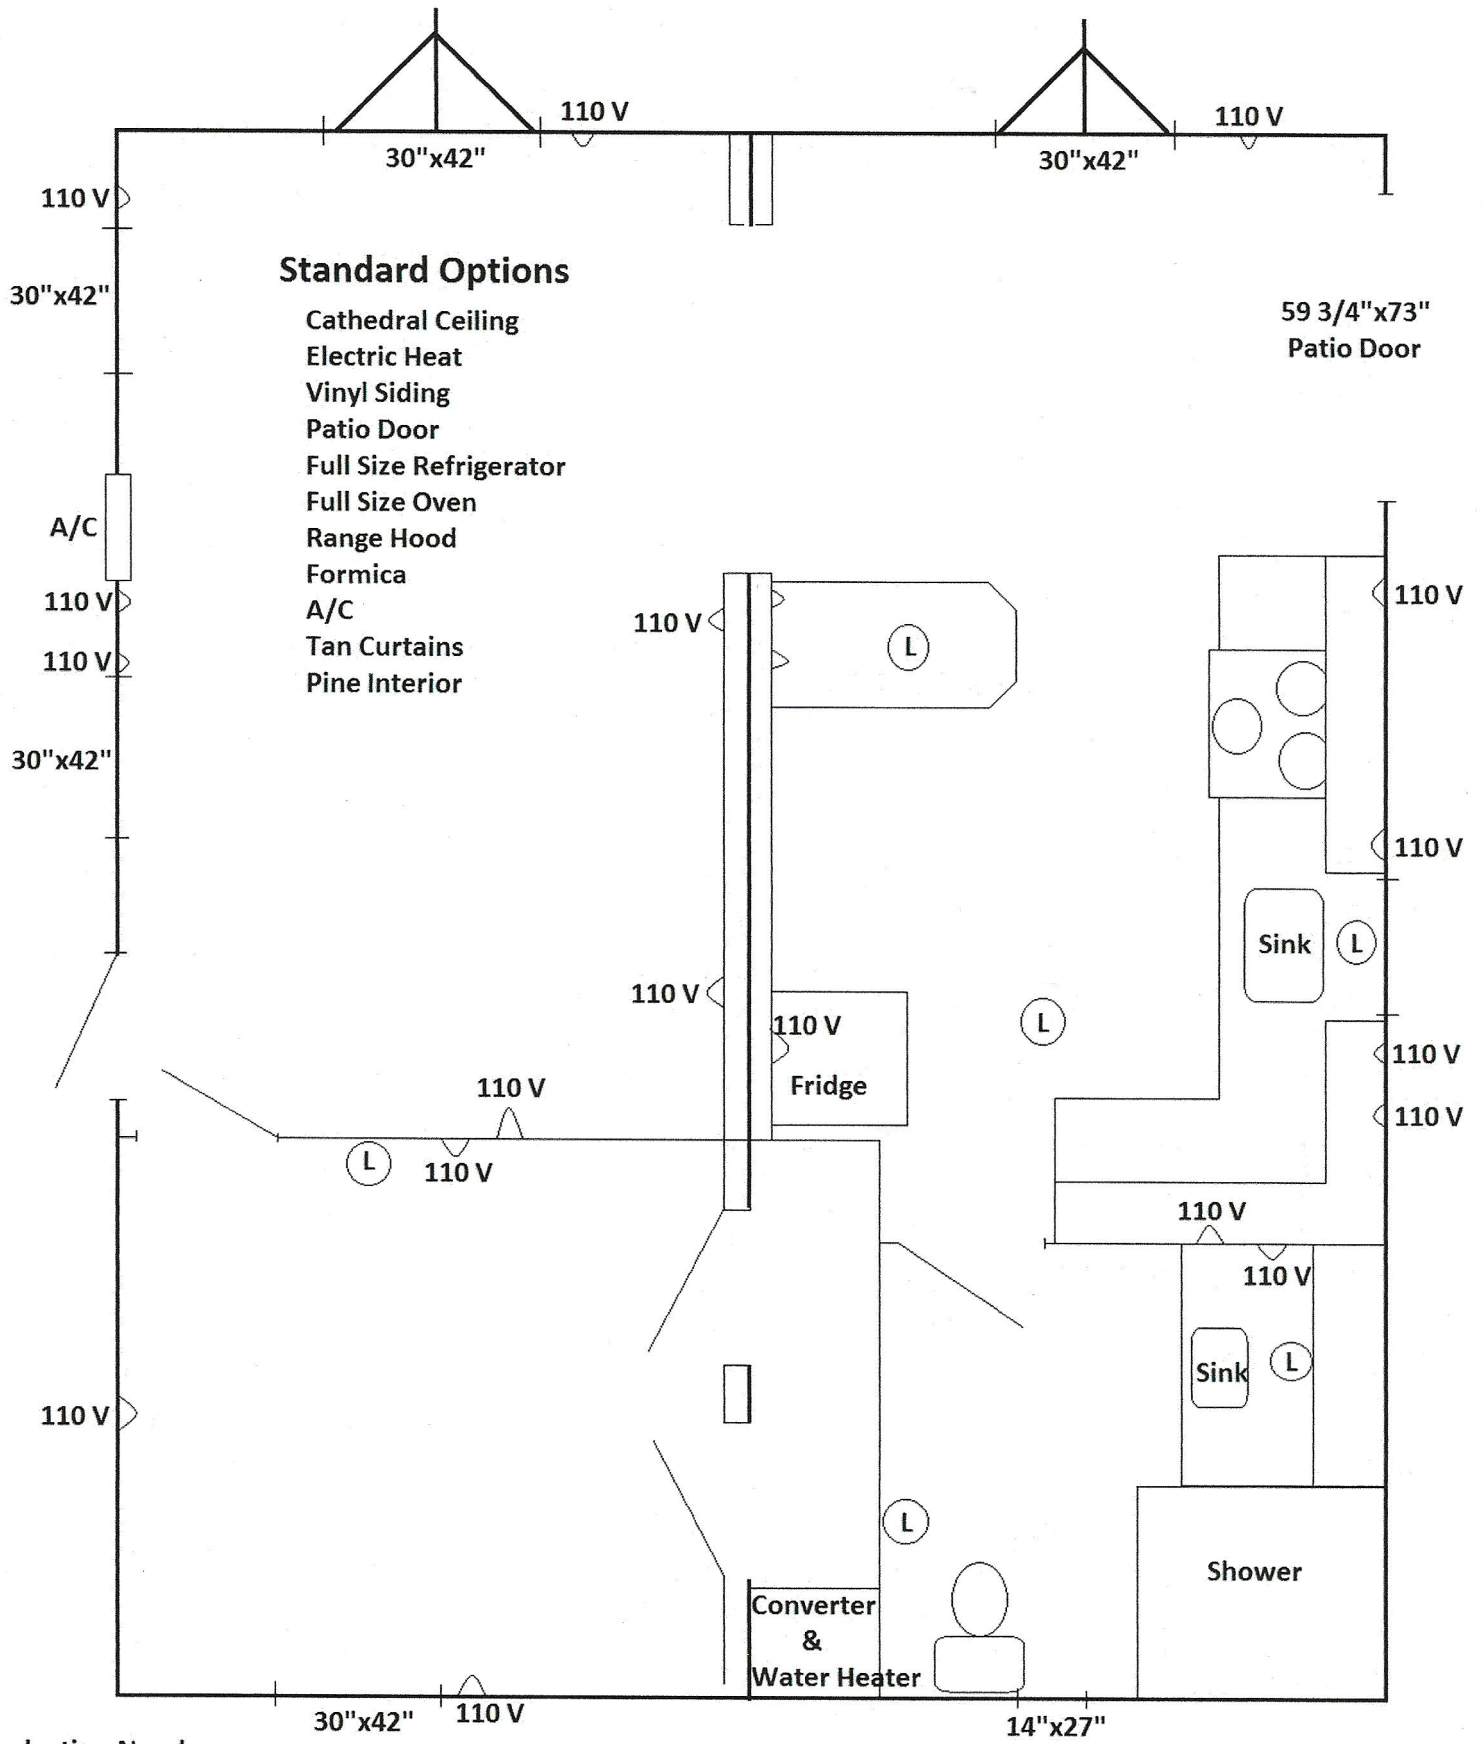 110 V
110 V
30"x42"
30"x42"
110 V
Standard Options
30"x42"
59 3/4"x73"
Patio Door
Cathedral Ceiling
Electric Heat
Vinyl Siding
Patio Door
Full Size Refrigerator
Full Size Oven
A/C
Range Hood
Formica
110 V
110 V
A/C
110 V
Tan Curtains
L
110 V
Pine Interior
30"x42"
110 V
Sink
L
110 V
110 V
L
110 V
Fridge
110 V
110 V
L
110 V
110 V
110 V
Sink
L
110 V
L
Shower
Converter
&
Water Heater
30"x42"
110 V
14"x27"